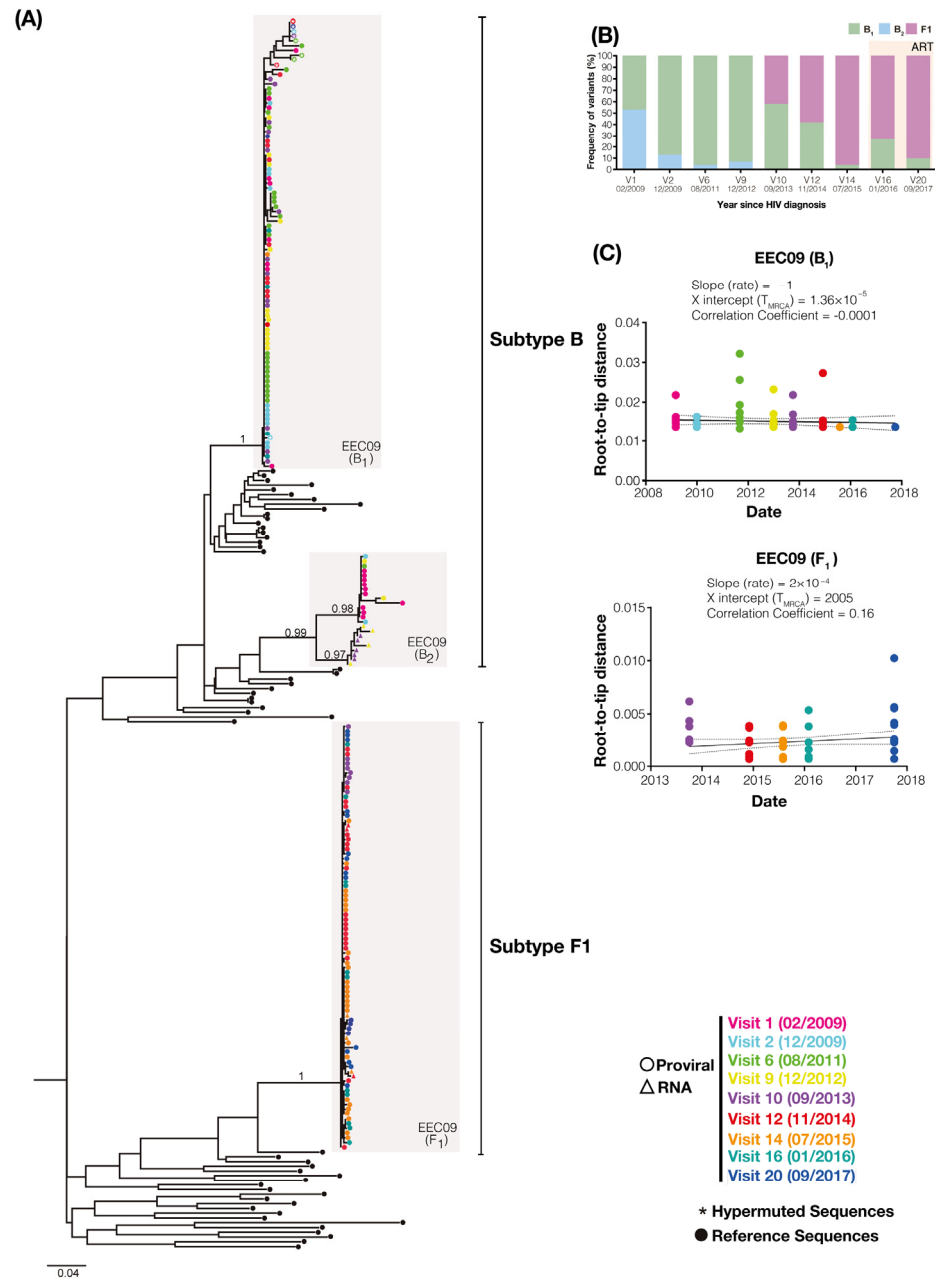 (A)
1
EEC09
(B1)
Subtype B
0.98
0.99
0.97
EEC09
(B2)
Subtype F1
1
EEC09
(F1)
0.04
(B)
B1 B2 F1
ART
Frequency of variants (%)
100
90
80
70
60
50
40
30
20
10
0
V1 V2 V6 V9 V10 V12 V14 V16 V20
02/2009 12/2009 08/2011 12/2012 09/2013 11/2014 07/2015 01/2016 09/2017
Year since HIV diagnosis
(C)
EEC09 (B1)
Slope (rate) = −1
X intercept (TMRCA) = 1.36×10−5
Correlation Coefficient = -0.0001
Root-to-tip distance
0.04
0.03
0.02
0.01
0.00
2008 2010 2012 2014 2016 2018
Date
EEC09 (F1)
Slope (rate) = 2×10−4
X intercept (TMRCA) = 2005
Correlation Coefficient = 0.16
Root-to-tip distance
0.015
0.010
0.005
0.000
2013 2014 2015 2016 2017 2018
Date
Proviral
RNA
Visit 1 (02/2009)
Visit 2 (12/2009)
Visit 6 (08/2011)
Visit 9 (12/2012)
Visit 10 (09/2013)
Visit 12 (11/2014)
Visit 14 (07/2015)
Visit 16 (01/2016)
Visit 20 (09/2017)
* Hypermuted Sequences
Reference Sequences